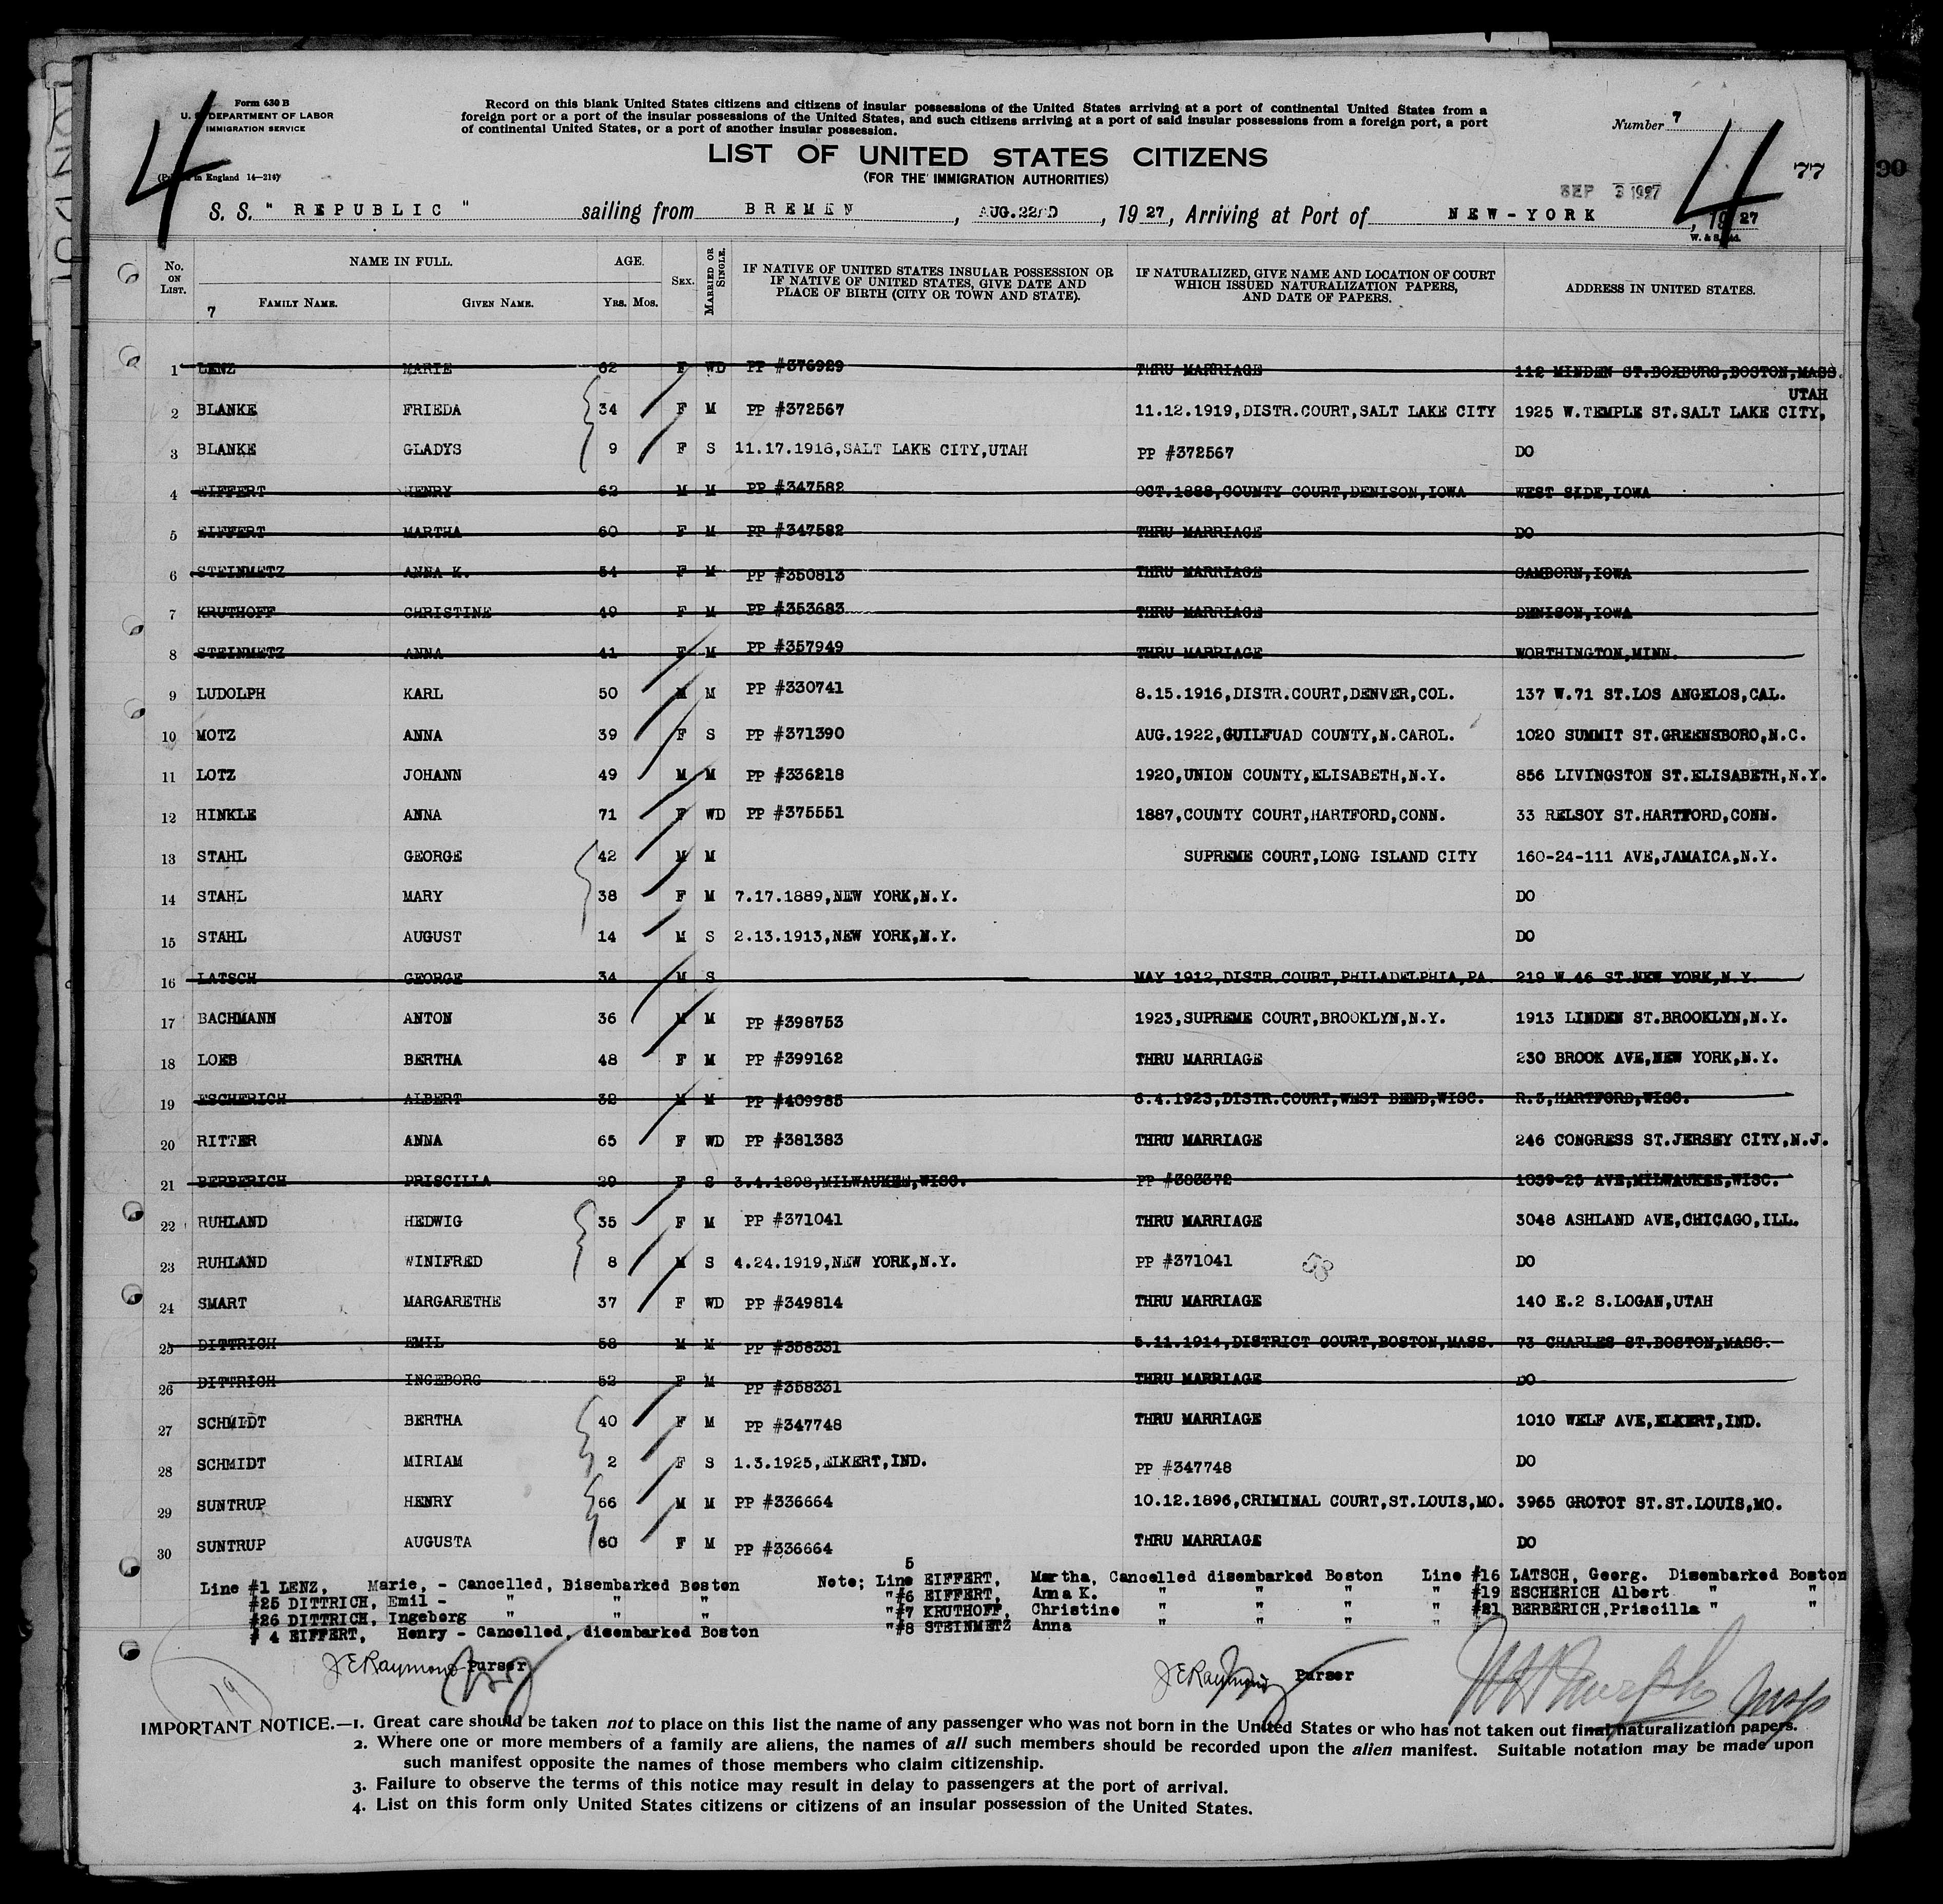 Form 630 B
U. S. DEPARTMENT OF LABOR
IMMIGRATION SERVICE
Record on this blank United States citizens and citizens of insular possessions of the United States arriving at a port of continental United States from a
foreign port or a port of the insular possessions of the United States, and such citizens arriving at a port of said insular possessions from a foreign port, a port
of continental United States, or a port of another insular possession.
Number 7
4
4
77
90
LIST OF UNITED STATES CITIZENS
(FOR THE IMMIGRATION AUTHORITIES)
in England 14—214
SEP 3 1927
S. S. " REPUBLIC " sailing from BREMEN, AUG.22ND, 1927, Arriving at Port of NEW-YORK, 1927
No. ON LIST.
NAME IN FULL.
FAMILY NAME. GIVEN NAME.
7
AGE.
YRS. MOS.
SEX.
MARRIED OR SINGLE.
IF NATIVE OF UNITED STATES INSULAR POSSESSION OR
IF NATIVE OF UNITED STATES, GIVE DATE AND
PLACE OF BIRTH (CITY OR TOWN AND STATE).
IF NATURALIZED, GIVE NAME AND LOCATION OF COURT
WHICH ISSUED NATURALIZATION PAPERS,
AND DATE OF PAPERS.
ADDRESS IN UNITED STATES.
1 LENZ MARIE 62 F WD PP #376929 THRU MARRIAGE 112 MINDEN ST.BOXBURG,BOSTON,MASS.
2 BLANKE FRIEDA 34 F M PP #372567 11.12.1919,DISTR.COURT,SALT LAKE CITY 1925 W.TEMPLE ST.SALT LAKE CITY, UTAH
3 BLANKE GLADYS 9 F S 11.17.1918,SALT LAKE CITY,UTAH PP #372567 DO
4 EIFFERT HENRY 62 M M PP #347582 OCT.1888,COUNTY COURT,DENISON,IOWA WEST SIDE,IOWA
5 EIFFERT MARTHA 60 F M PP #347582 THRU MARRIAGE DO
6 STEINMETZ ANNA K. 54 F M PP #350813 THRU MARRIAGE SAMBORN,IOWA
7 KRUTHOFF CHRISTINE 49 F M PP #353683 THRU MARRIAGE DENISON,IOWA
8 STEINMETZ ANNA 41 F M PP #357949 THRU MARRIAGE WORTHINGTON,MINN.
9 LUDOLPH KARL 50 M M PP #330741 8.15.1916,DISTR.COURT,DENVER,COL. 137 W.71 ST.LOS ANGELOS,CAL.
10 MOTZ ANNA 39 F S PP #371390 AUG.1922,GUILFUAD COUNTY,N.CAROL. 1020 SUMMIT ST.GREENSBORO,N.C.
11 LOTZ JOHANN 49 M M PP #336218 1920,UNION COUNTY,ELISABETH,N.Y. 856 LIVINGSTON ST.ELISABETH,N.Y.
12 HINKLE ANNA 71 F WD PP #375551 1887,COUNTY COURT,HARTFORD,CONN. 33 RELSOY ST.HARTFORD,CONN.
13 STAHL GEORGE 42 M M SUPREME COURT,LONG ISLAND CITY 160-24-111 AVE,JAMAICA,N.Y.
14 STAHL MARY 38 F M 7.17.1889,NEW YORK,N.Y. DO
15 STAHL AUGUST 14 M S 2.13.1913,NEW YORK,N.Y. DO
16 LATSCH GEORGE 34 M S MAY 1912,DISTR.COURT,PHILADELPHIA,PA. 219 W.46 ST.NEW YORK,N.Y.
17 BACHMANN ANTON 36 M M PP #398753 1923,SUPREME COURT,BROOKLYN,N.Y. 1913 LINDEN ST.BROOKLYN,N.Y.
18 LOEB BERTHA 48 F M PP #399162 THRU MARRIAGE 230 BROOK AVE,NEW YORK,N.Y.
19 ESCHERICH ALBERT 32 M M PP #409985 6.4.1923,DISTR.COURT,WEST BEND,WISC. R.3,HARTFORD,WISC.
20 RITTER ANNA 65 F WD PP #381383 THRU MARRIAGE 246 CONGRESS ST.JERSEY CITY,N.J.
21 BERBERICH PRISCILLA 29 F S 3.4.1898,MILWAUKEE,WISC. PP #383372 1039-25 AVE,MILWAUKEE,WISC.
22 RUHLAND HEDWIG 35 F M PP #371041 THRU MARRIAGE 3048 ASHLAND AVE,CHICAGO,ILL.
23 RUHLAND WINIFRED 8 M S 4.24.1919,NEW YORK,N.Y. PP #371041 58 DO
24 SMART MARGARETHE 37 F WD PP #349814 THRU MARRIAGE 140 E.2 S.LOGAN,UTAH
25 DITTRICH EMIL 58 M M PP #358331 5.11.1914,DISTRICT COURT,BOSTON,MASS. 73 CHARLES ST.BOSTON,MASS.
26 DITTRICH INGEBORG 52 F M PP #358331 THRU MARRIAGE DO
27 SCHMIDT BERTHA 40 F M PP #347748 THRU MARRIAGE 1010 WELF AVE,ELKERT,IND.
28 SCHMIDT MIRIAM 2 F S 1.3.1925,ELKERT,IND. PP #347748 DO
29 SUNTRUP HENRY 66 M M PP #336664 10.12.1896,CRIMINAL COURT,ST.LOUIS,MO. 3965 GROTOT ST.ST.LOUIS,MO.
30 SUNTRUP AUGUSTA 60 F M PP #336664 THRU MARRIAGE DO
Line #1 LENZ, Marie, - Cancelled, Disembarked Boston
#25 DITTRICH, Emil - " " "
#26 DITTRICH, Ingeborg " " "
# 4 EIFFERT, Henry - Cancelled, disembarked Boston
Note; Line 5 EIFFERT, Martha, Cancelled disembarked Boston
"#6 EIFFERT, Anna K. " " "
"#7 KRUTHOFF, Christine " " "
"#8 STEINMETZ Anna " " "
Line #16 LATSCH, Georg. Disembarked Boston
" #19 ESCHERICH Albert " "
" #21 BERBERICH,Priscilla " "
J E Raymond Purser
J E Raymond Purser
19
IMPORTANT NOTICE.—1. Great care should be taken not to place on this list the name of any passenger who was not born in the United States or who has not taken out final naturalization papers.
2. Where one or more members of a family are aliens, the names of all such members should be recorded upon the alien manifest. Suitable notation may be made upon
such manifest opposite the names of those members who claim citizenship.
3. Failure to observe the terms of this notice may result in delay to passengers at the port of arrival.
4. List on this form only United States citizens or citizens of an insular possession of the United States.